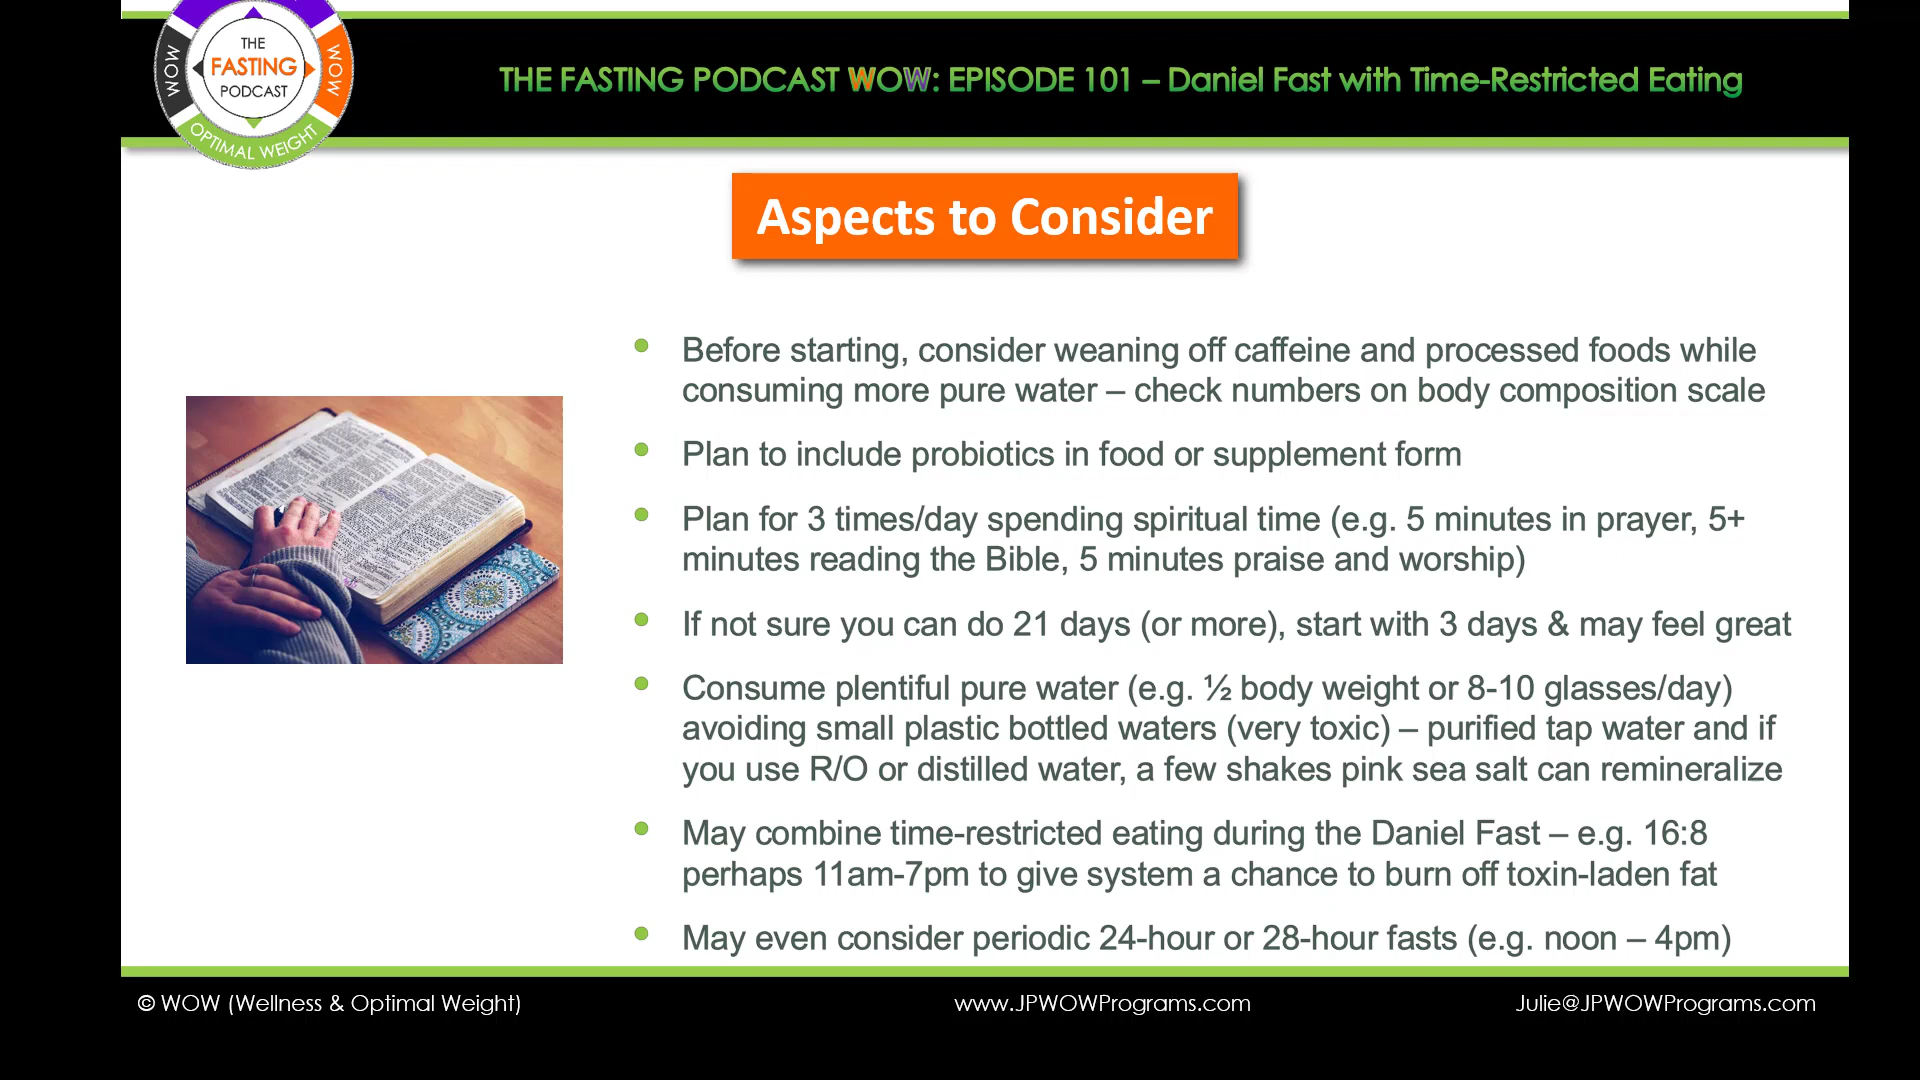 THE
FASTING
PODCAST
WOW
WOW
OPTIMAL WEIGHT
THE FASTING PODCAST WOW: EPISODE 101 – Daniel Fast with Time-Restricted Eating
Aspects to Consider
Before starting, consider weaning off caffeine and processed foods while
consuming more pure water – check numbers on body composition scale
Plan to include probiotics in food or supplement form
Plan for 3 times/day spending spiritual time (e.g. 5 minutes in prayer, 5+
minutes reading the Bible, 5 minutes praise and worship)
If not sure you can do 21 days (or more), start with 3 days & may feel great
Consume plentiful pure water (e.g. ½ body weight or 8-10 glasses/day)
avoiding small plastic bottled waters (very toxic) – purified tap water and if
you use R/O or distilled water, a few shakes pink sea salt can remineralize
May combine time-restricted eating during the Daniel Fast – e.g. 16:8
perhaps 11am-7pm to give system a chance to burn off toxin-laden fat
May even consider periodic 24-hour or 28-hour fasts (e.g. noon – 4pm)
© WOW (Wellness & Optimal Weight)
www.JPWOWPrograms.com
Julie@JPWOWPrograms.com